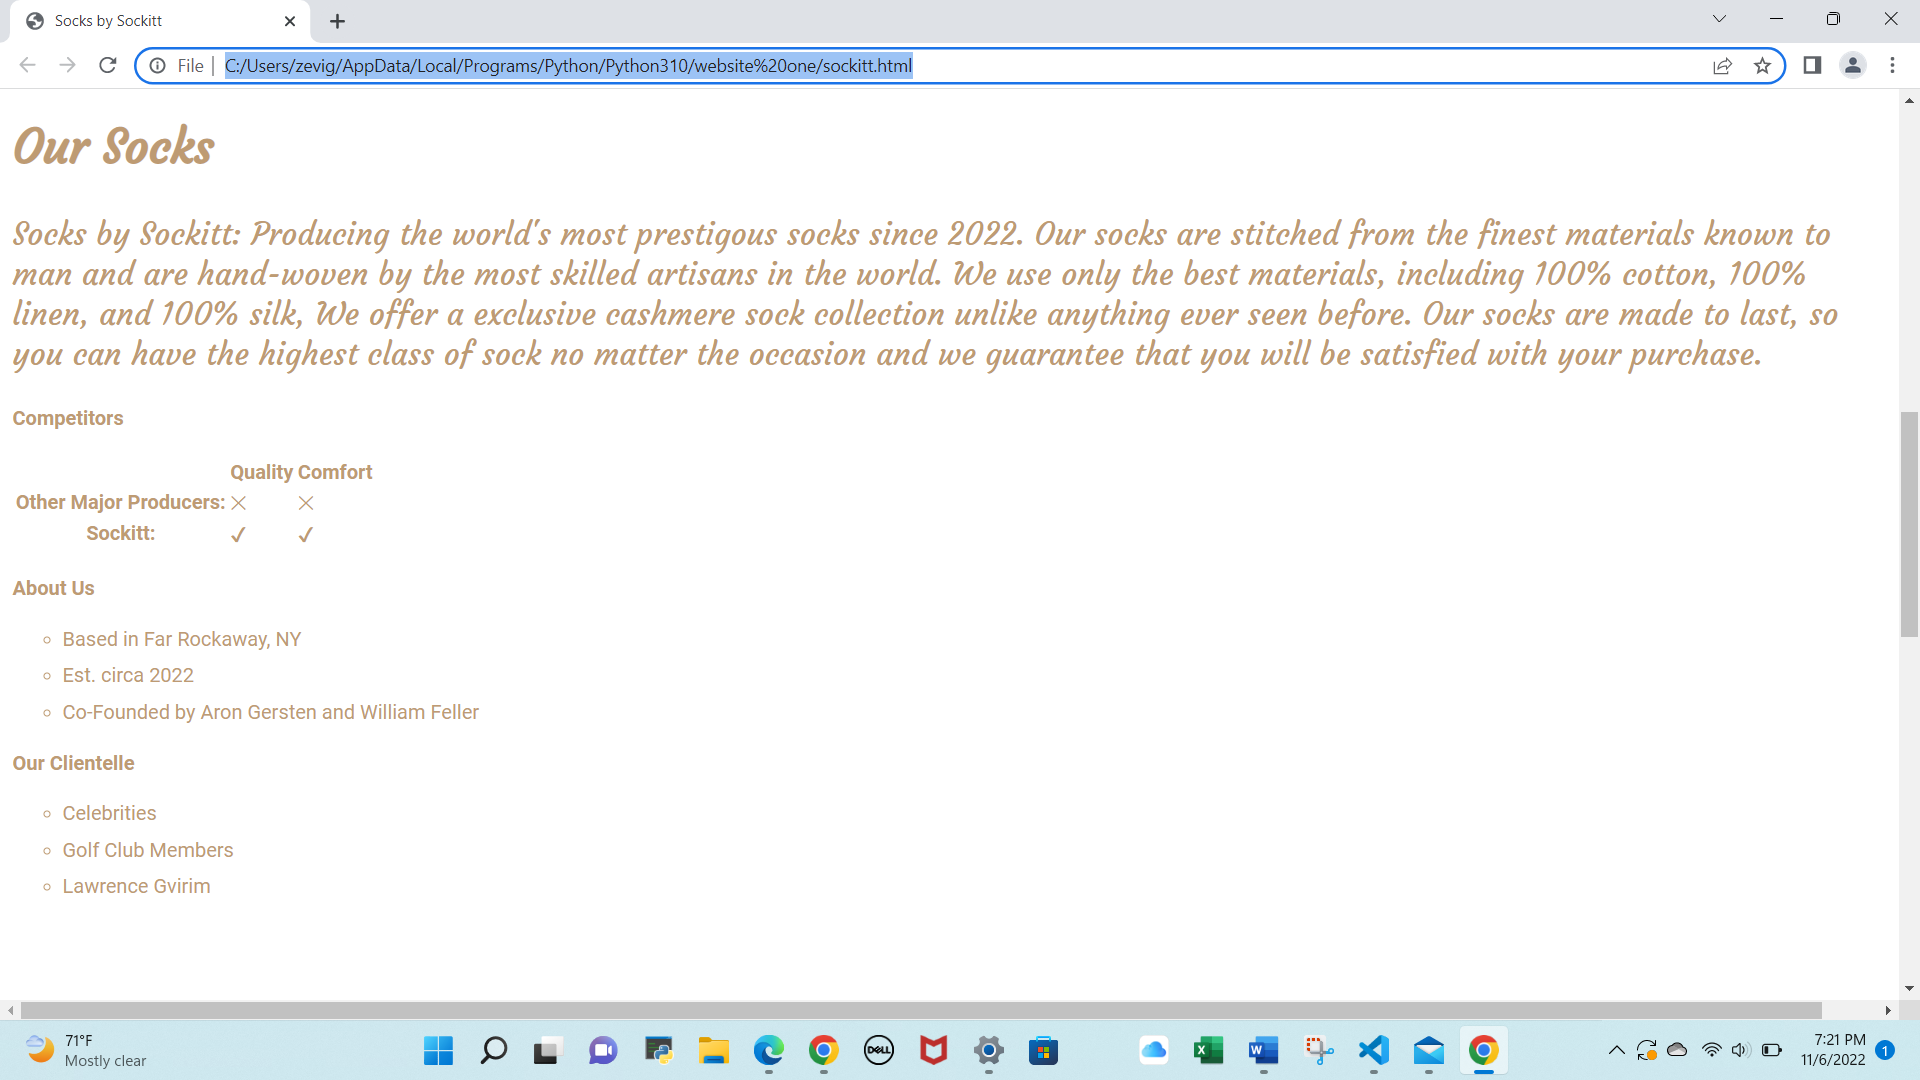 Socks by Sockitt
File
C:/Users/zevig/AppData/Local/Programs/Python/Python310/website%20one/sockitt.html
Our Socks
Socks by Sockitt: Producing the world's most prestigous socks since 2022. Our socks are stitched from the finest materials known to
man and are hand-woven by the most skilled artisans in the world. We use only the best materials, including 100% cotton, 100%
linen, and 100% silk, We offer a exclusive cashmere sock collection unlike anything ever seen before. Our socks are made to last, so
you can have the highest class of sock no matter the occasion and we guarantee that you will be satisfied with your purchase.
Competitors
Quality Comfort
Other Major Producers: ✕ ✕
Sockitt: ✓ ✓
About Us
Based in Far Rockaway, NY
Est. circa 2022
Co-Founded by Aron Gersten and William Feller
Our Clientelle
Celebrities
Golf Club Members
Lawrence Gvirim
71°F
Mostly clear
DELL
7:21 PM
11/6/2022
1